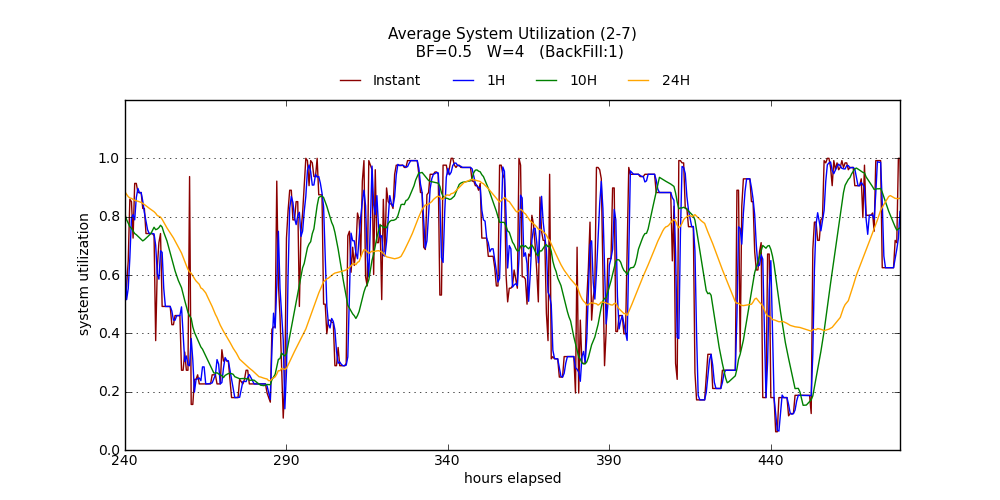 Average System Utilization (2-7)
BF=0.5 W=4 (BackFill:1)
Instant 1H 10H 24H
1.0
0.8
0.6
0.4
0.2
0.0
system utilization
240 290 340 390 440
hours elapsed